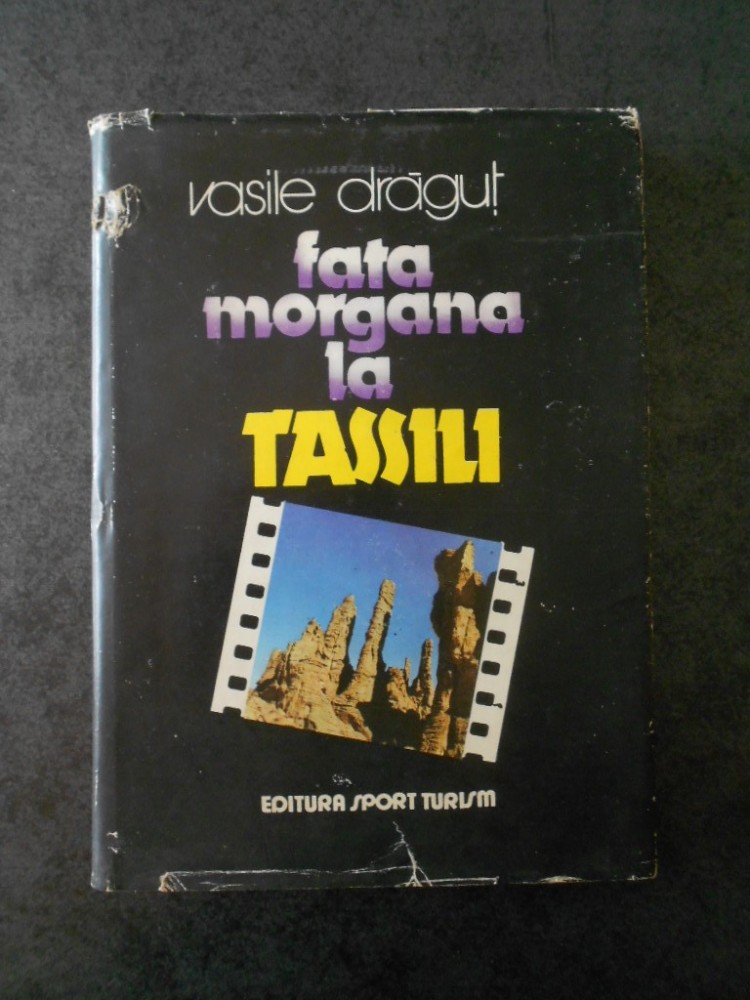 vasile drăguț
fata
morgana
la
TASSILI
EDITURA SPORT TURISM